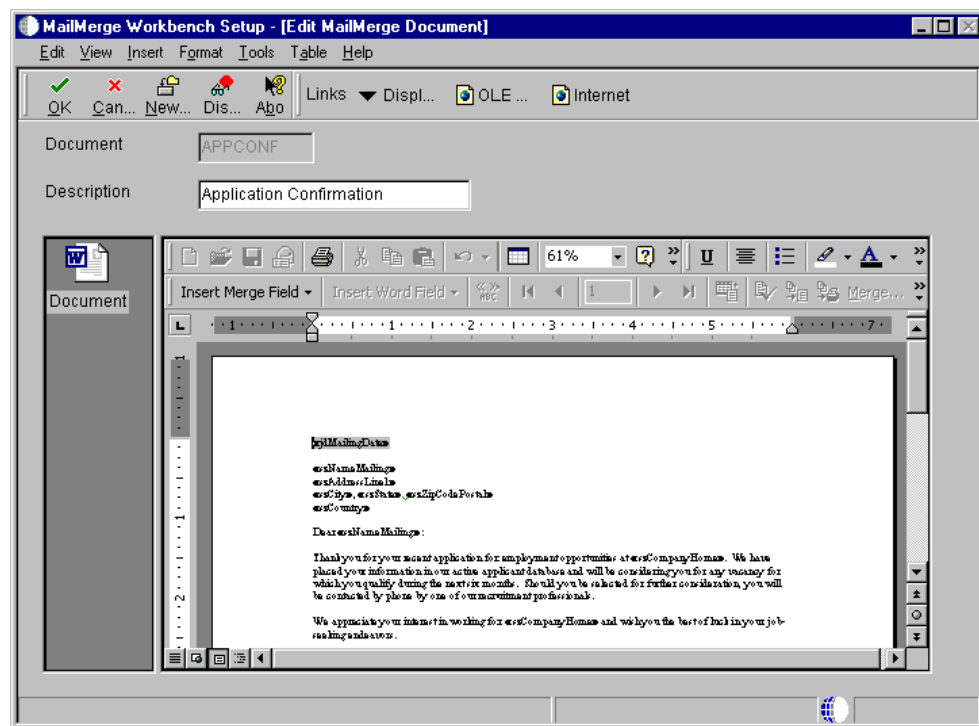 MailMerge Workbench Setup - [Edit MailMerge Document]
Edit View Insert Format Tools Table Help
OK Can... New... Dis... Abo Links Displ... OLE ... Internet
Document APPCONF
Description Application Confirmation
Document
61%
Insert Merge Field Insert Word Field ABC 1 Merge...
1 1 2 3 4 5 7
«jdMailingDate»
«szNameMailing»
«szAddressLine1»
«szCity», «szState», «szZipCodePostal»
«szCountry»
Dear «szNameMailing»:
Thank you for your recent application for employment opportunities at «szCompanyHome». We have
placed your information in our active applicant database and will be considering you for any vacancy for
which you qualify during the next six months. Should you be selected for further consideration, you will
be contacted by phone by one of our recruitment professionals.
We appreciate your interest in working for «szCompanyHome» and wish you the best of luck in your job-
seeking endeavors.